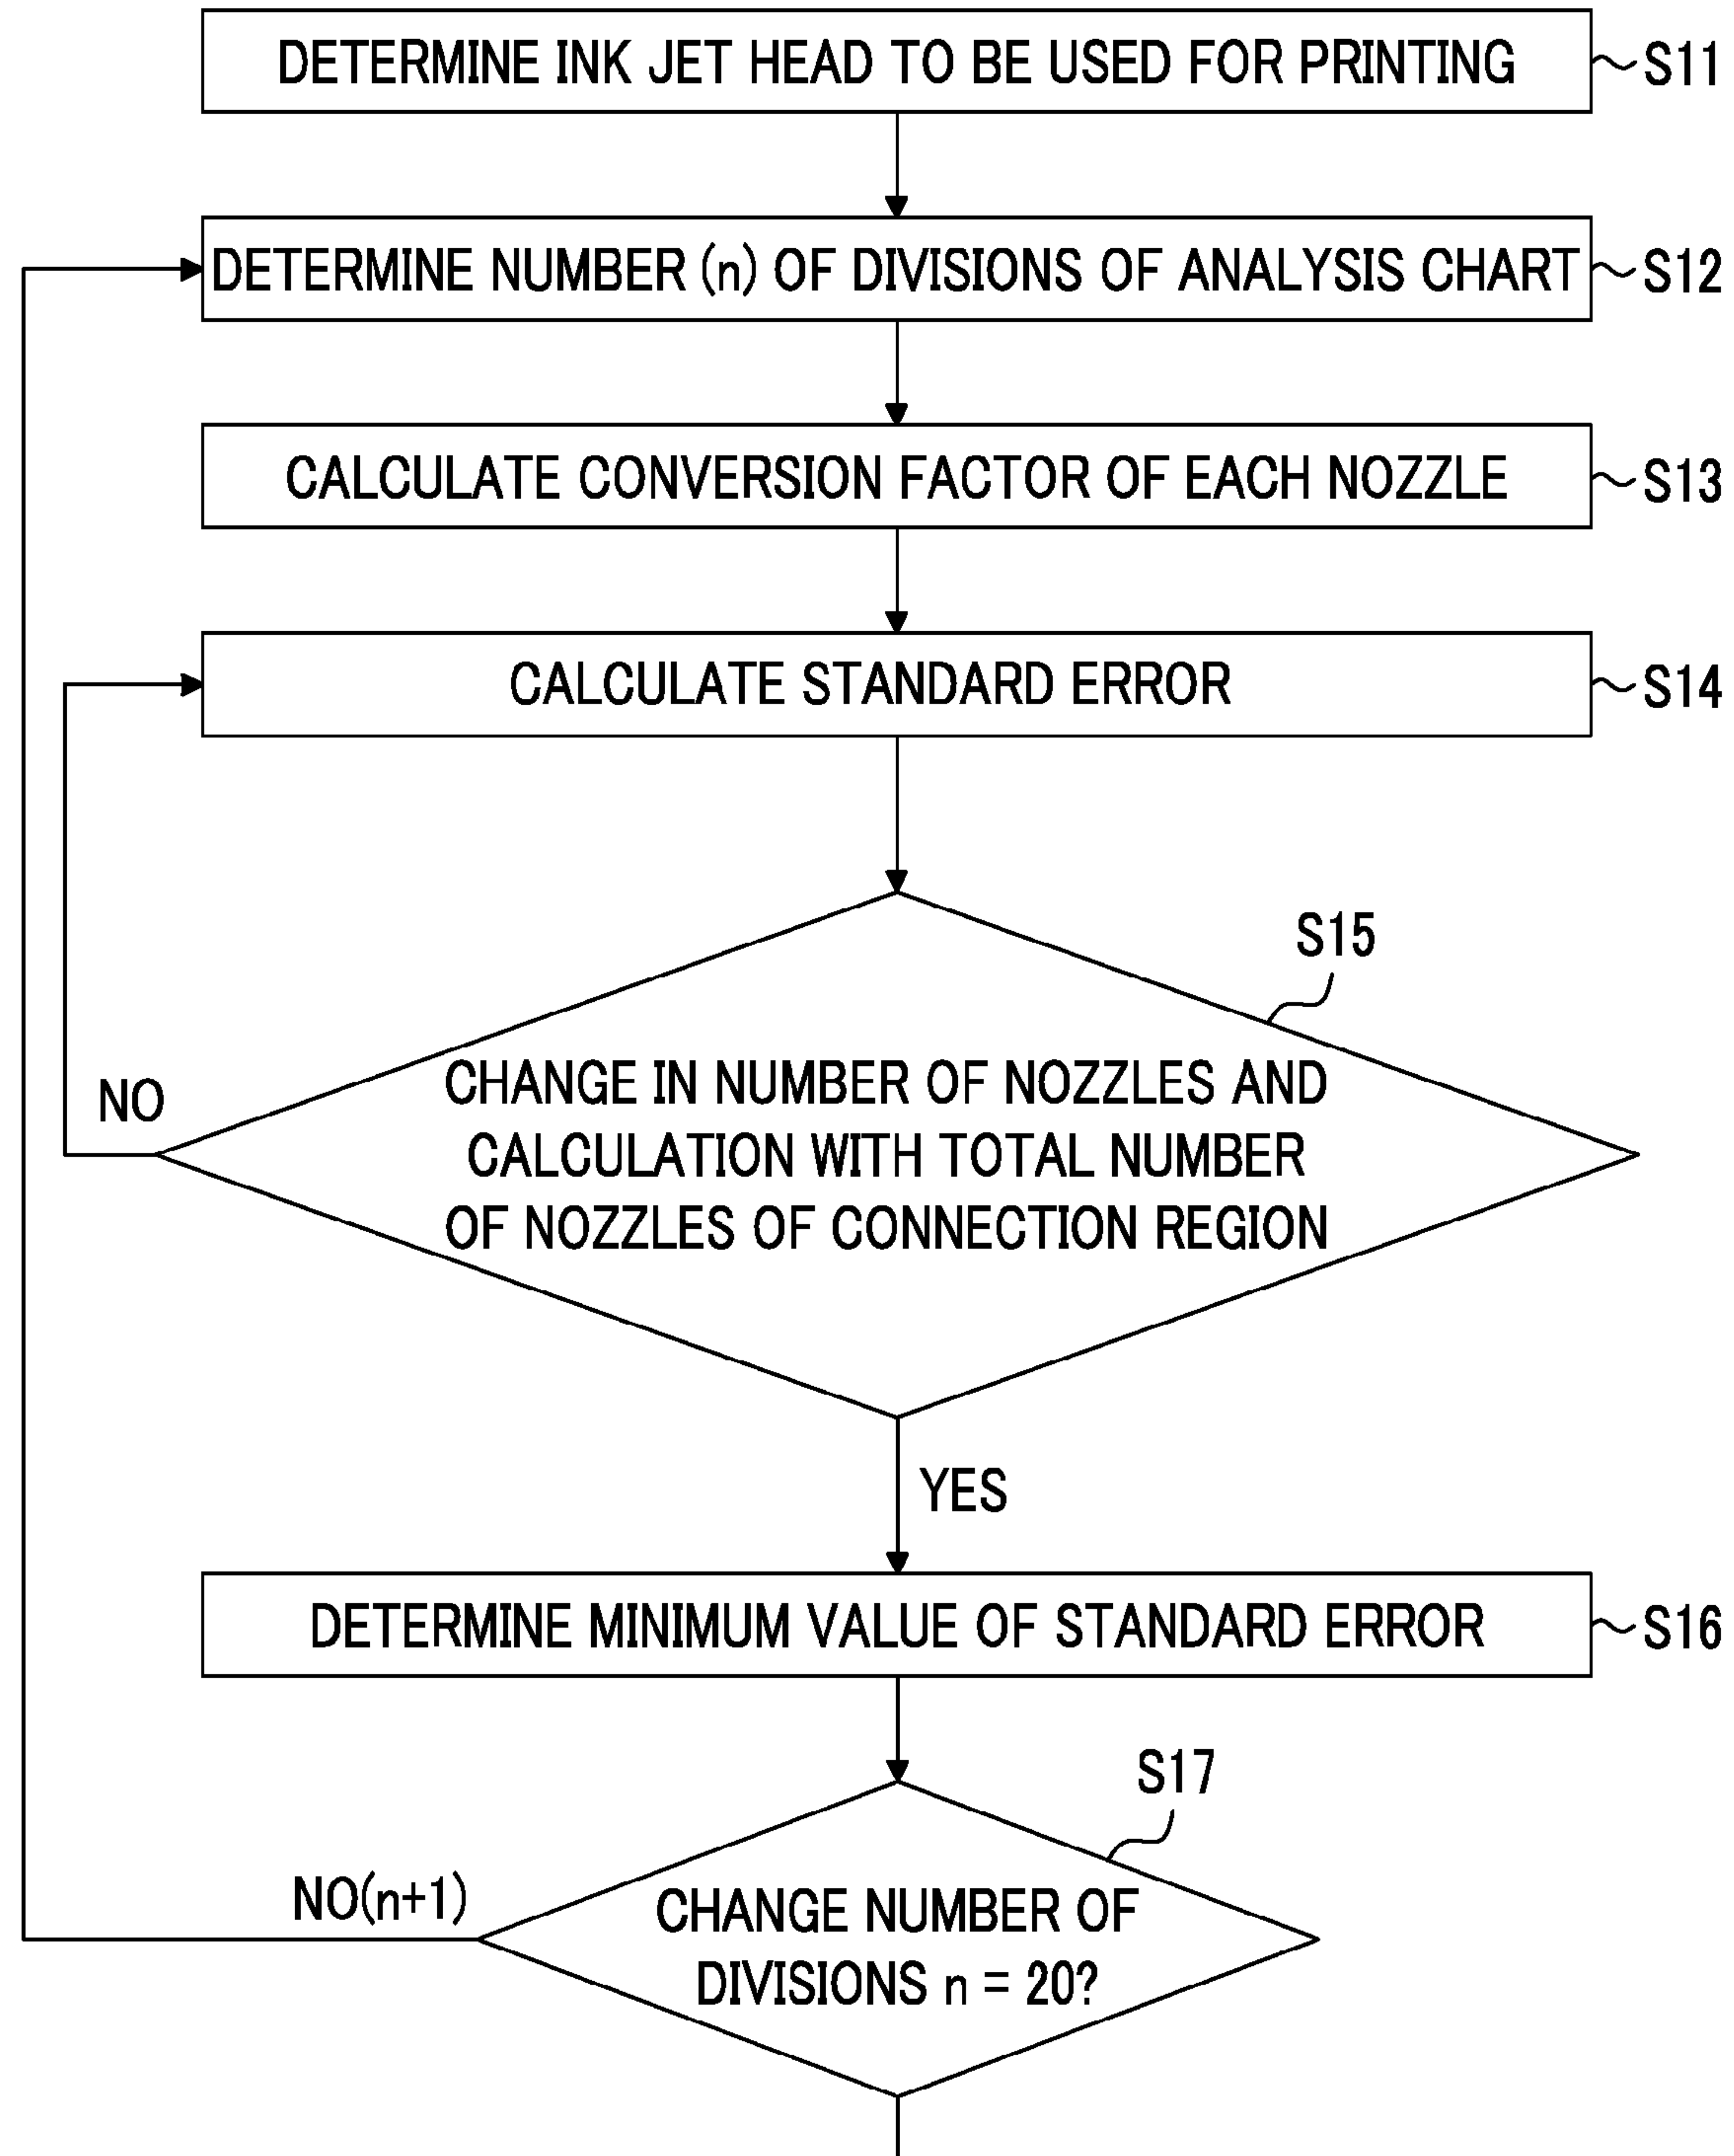 DETERMINE INK JET HEAD TO BE USED FOR PRINTING
S11
DETERMINE NUMBER (n) OF DIVISIONS OF ANALYSIS CHART
S12
CALCULATE CONVERSION FACTOR OF EACH NOZZLE
S13
CALCULATE STANDARD ERROR
S14
S15
CHANGE IN NUMBER OF NOZZLES AND
CALCULATION WITH TOTAL NUMBER
OF NOZZLES OF CONNECTION REGION
NO
YES
DETERMINE MINIMUM VALUE OF STANDARD ERROR
S16
S17
NO(n+1)
CHANGE NUMBER OF
DIVISIONS n = 20?